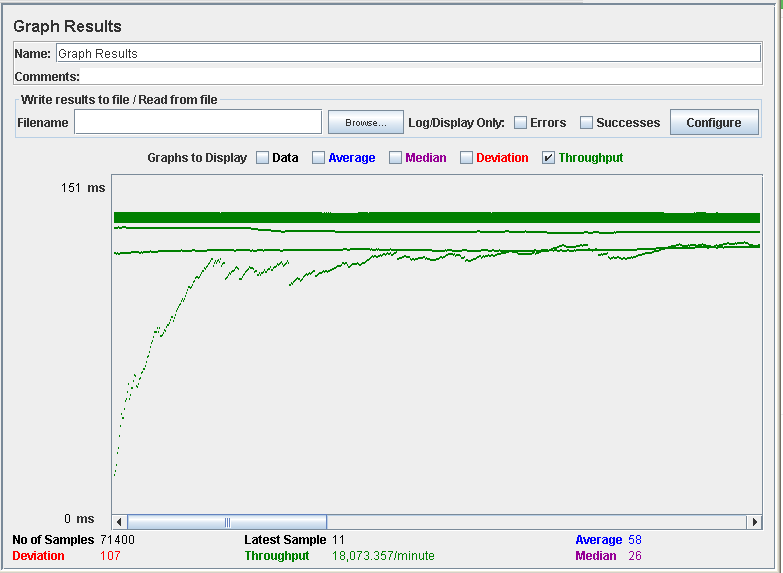 Graph Results
Name: Graph Results
Comments:
Write results to file / Read from file
Filename Browse... Log/Display Only: Errors Successes Configure
Graphs to Display Data Average Median Deviation Throughput
151 ms
0 ms
No of Samples 71400 Latest Sample 11 Average 58
Deviation 107 Throughput 18,073.357/minute Median 26